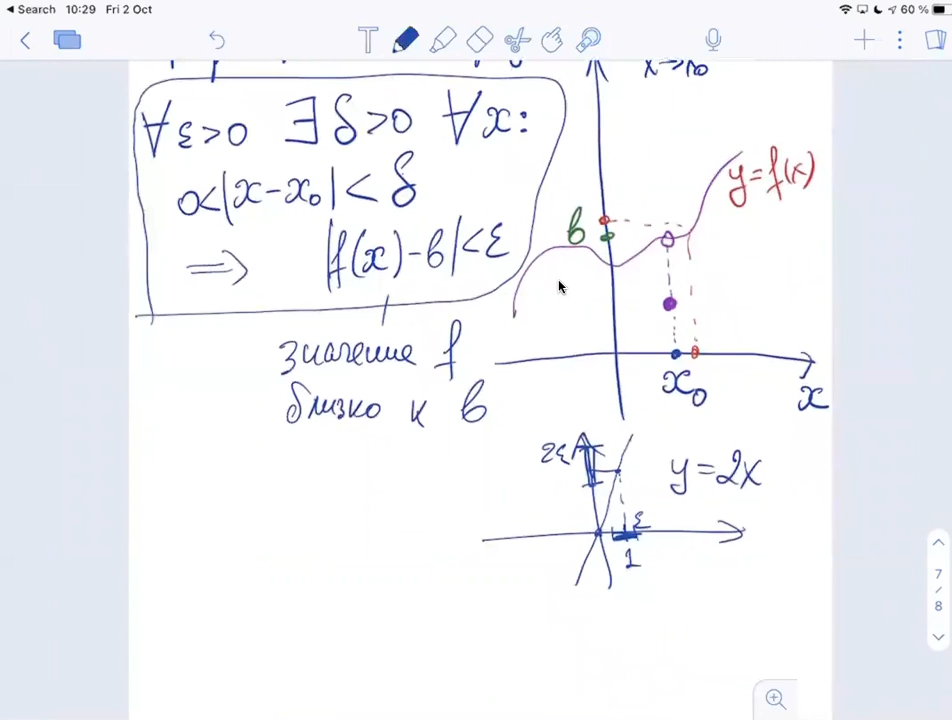 Search 10:29 Fri 2 Oct 60 %
x→x₀
∀ε>0 ∃δ>0 ∀x:
0<|x-x₀|<δ
⇒ |f(x)-b|<ε
значение f
близко к b
b
y=f(x)
x₀
x
2ε
y=2x
ε
1
7
/
8